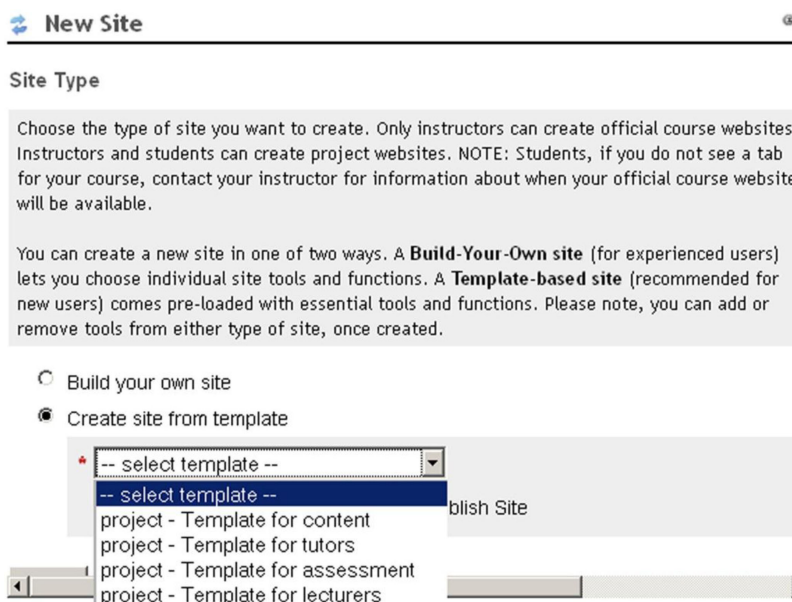 New Site
Site Type
Choose the type of site you want to create. Only instructors can create official course websites
Instructors and students can create project websites. NOTE: Students, if you do not see a tab
for your course, contact your instructor for information about when your official course website
will be available.
You can create a new site in one of two ways. A Build-Your-Own site (for experienced users)
lets you choose individual site tools and functions. A Template-based site (recommended for
new users) comes pre-loaded with essential tools and functions. Please note, you can add or
remove tools from either type of site, once created.
Build your own site
Create site from template
* -- select template --
-- select template --
blish Site
project - Template for content
project - Template for tutors
project - Template for assessment
project - Template for lecturers